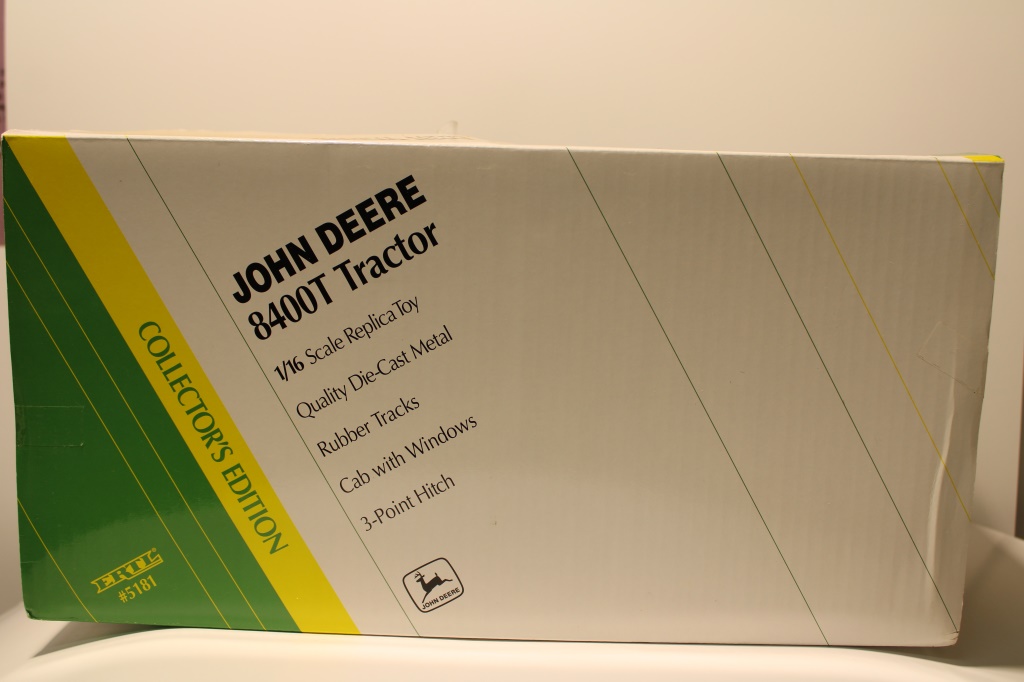 JOHN DEERE
8400T Tractor
1/16 Scale Replica Toy
Quality Die-Cast Metal
Rubber Tracks
Cab with Windows
3-Point Hitch
COLLECTOR'S EDITION
ERTL®
#5181
JOHN DEERE